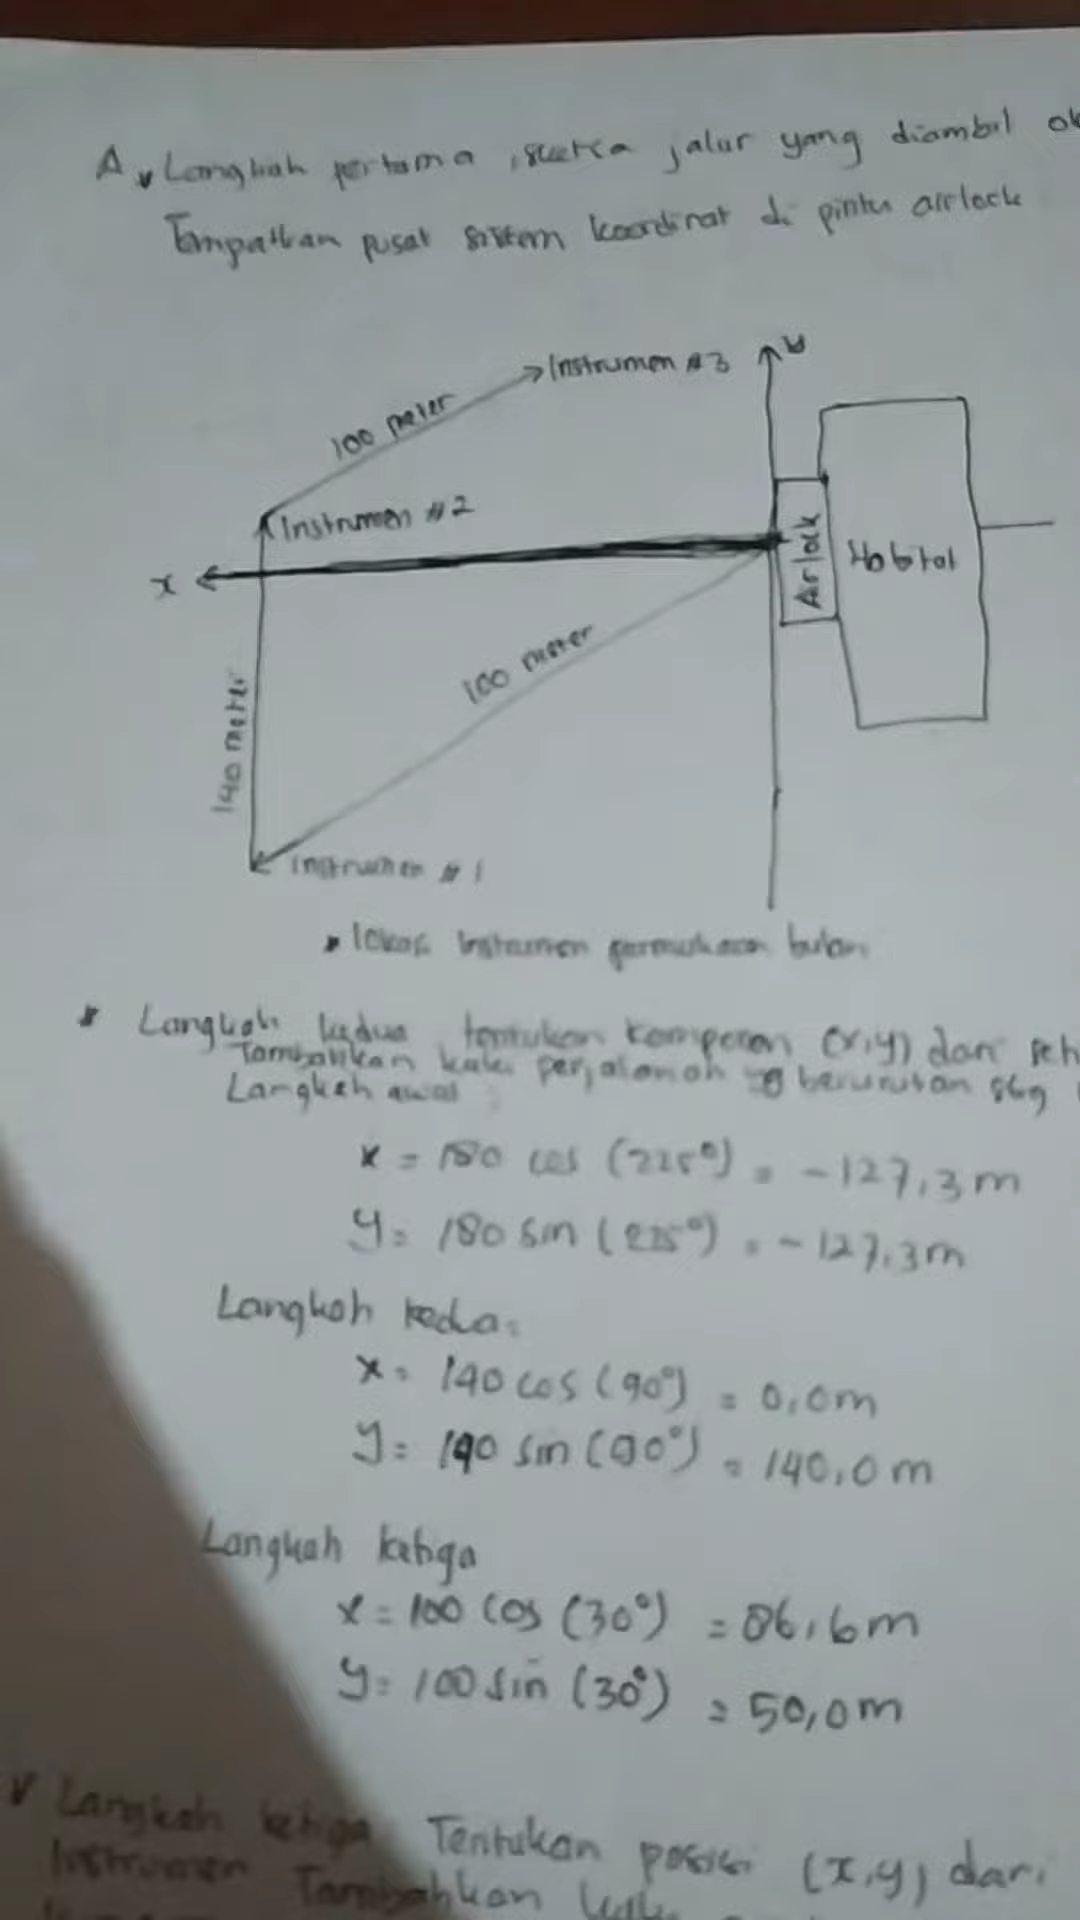 A. Langkah pertama, sketsa jalur yang diambil ol
Tempatkan pusat sistem koordinat di pintu airlock
Instrumen #3
y
100 meter
Instrumen #2
x
Airlock
Habitat
100 meter
140 meter
Instrumen #1
lokasi Instrumen permukaan bulan
Langkah kedua tentukan komponen (x,y) dari seh
Tambahkan kaki perjalanan yg berurutan sbg
Langkah awal
x = 180 cos (225°) = -127,3 m
y = 180 sin (225°) = -127,3 m
Langkah kedua:
x = 140 cos (90°) = 0,0 m
y = 140 sin (90°) = 140,0 m
Langkah ketiga
x = 100 cos (30°) = 86,6 m
y = 100 sin (30°) = 50,0 m
Langkah ketiga Tentukan posisi (x,y) dari
Instrumen Tambahkan